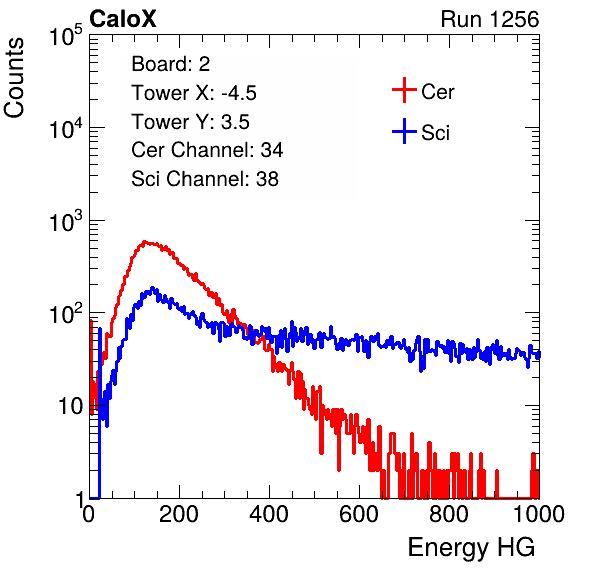 CaloX Run 1256
Counts
10^5
10^4
10^3
10^2
10
1
Board: 2
Tower X: -4.5
Tower Y: 3.5
Cer Channel: 34
Sci Channel: 38
Cer
Sci
0 200 400 600 800 1000
Energy HG